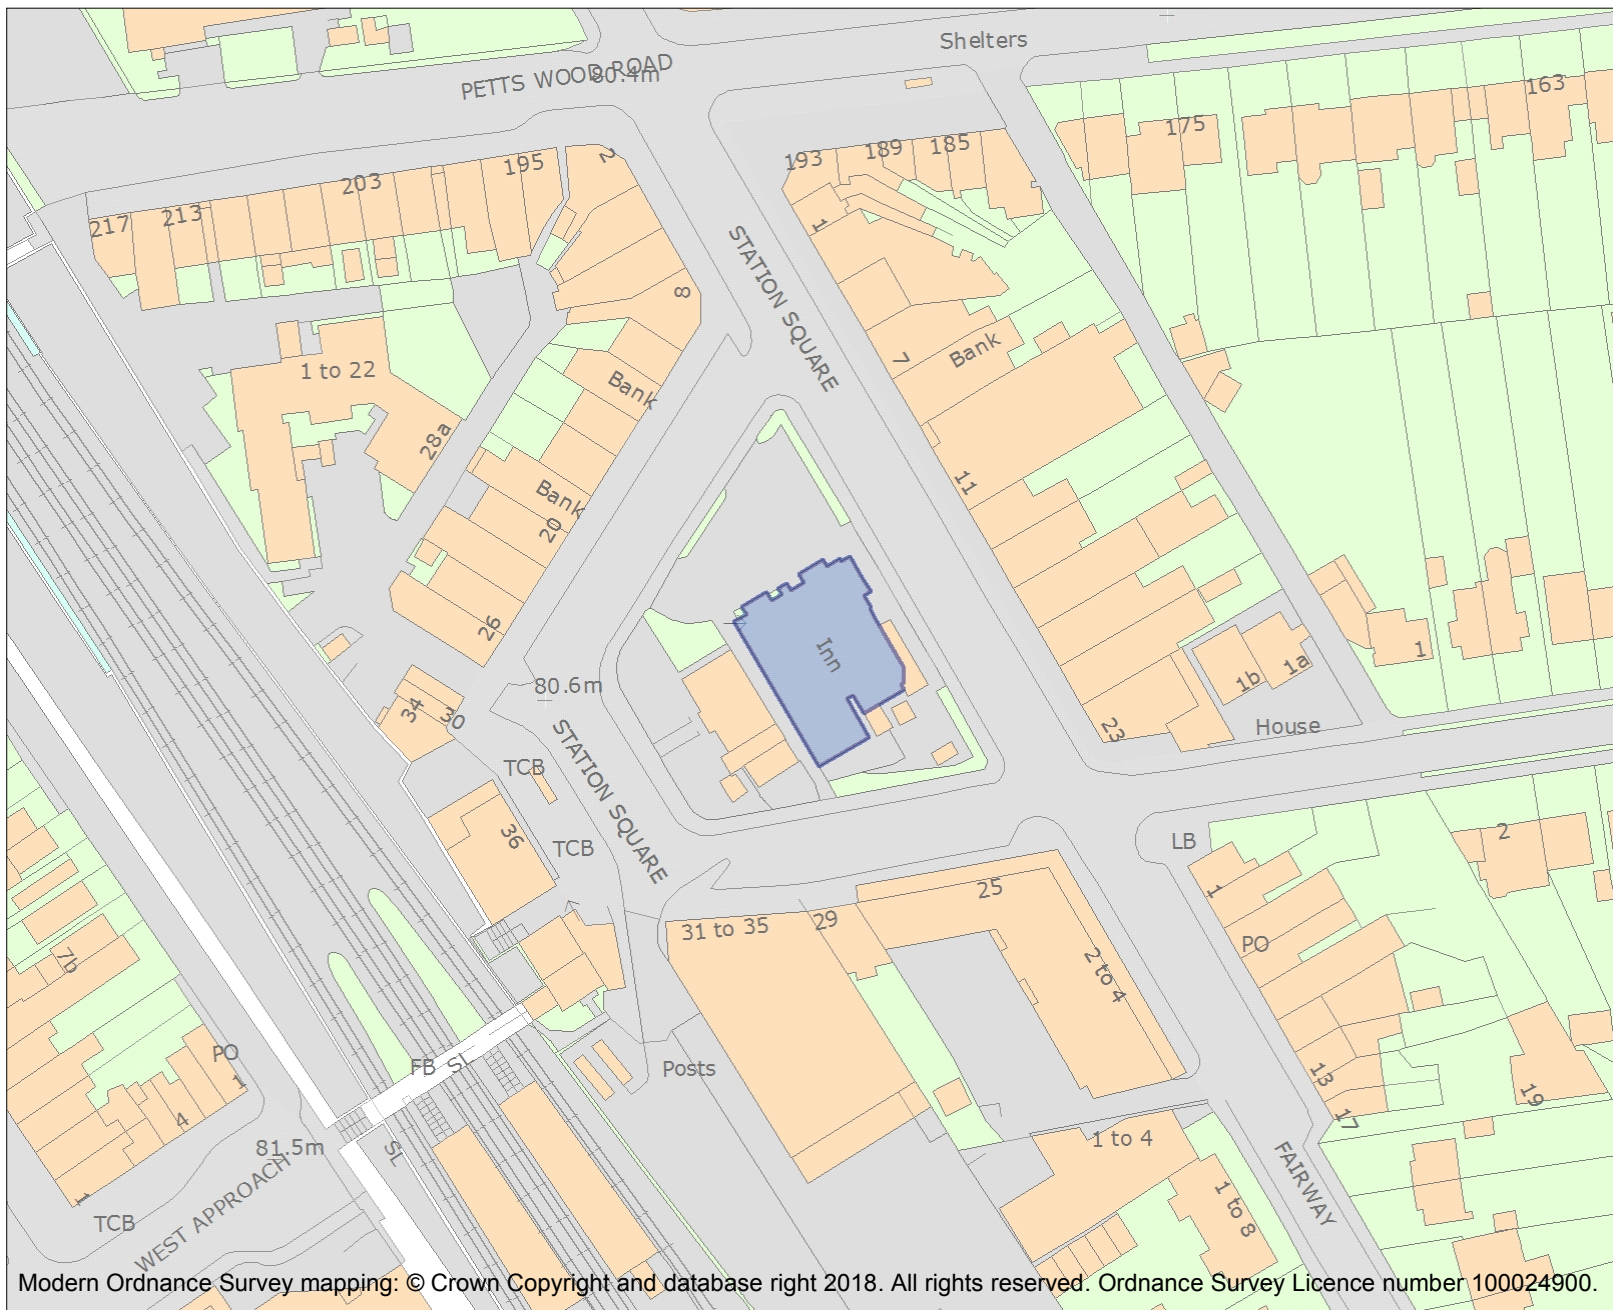 Shelters
PETTS WOOD ROAD
80.4m
163
175
2
195
193
189
185
203
213
217
1
STATION SQUARE
8
7
Bank
1 to 22
Bank
28a
11
Bank
20
26
Inn
1
1b
1a
80.6m
34
30
23
House
STATION SQUARE
TCB
36
TCB
LB
2
25
1
31 to 35
29
PO
7b
2 to 4
PO
1
FB
SL
Posts
13
17
19
4
81.5m
SL
1 to 4
1
TCB
WEST APPROACH
FAIRWAY
1 to 8
Modern Ordnance Survey mapping: © Crown Copyright and database right 2018. All rights reserved. Ordnance Survey Licence number 100024900.